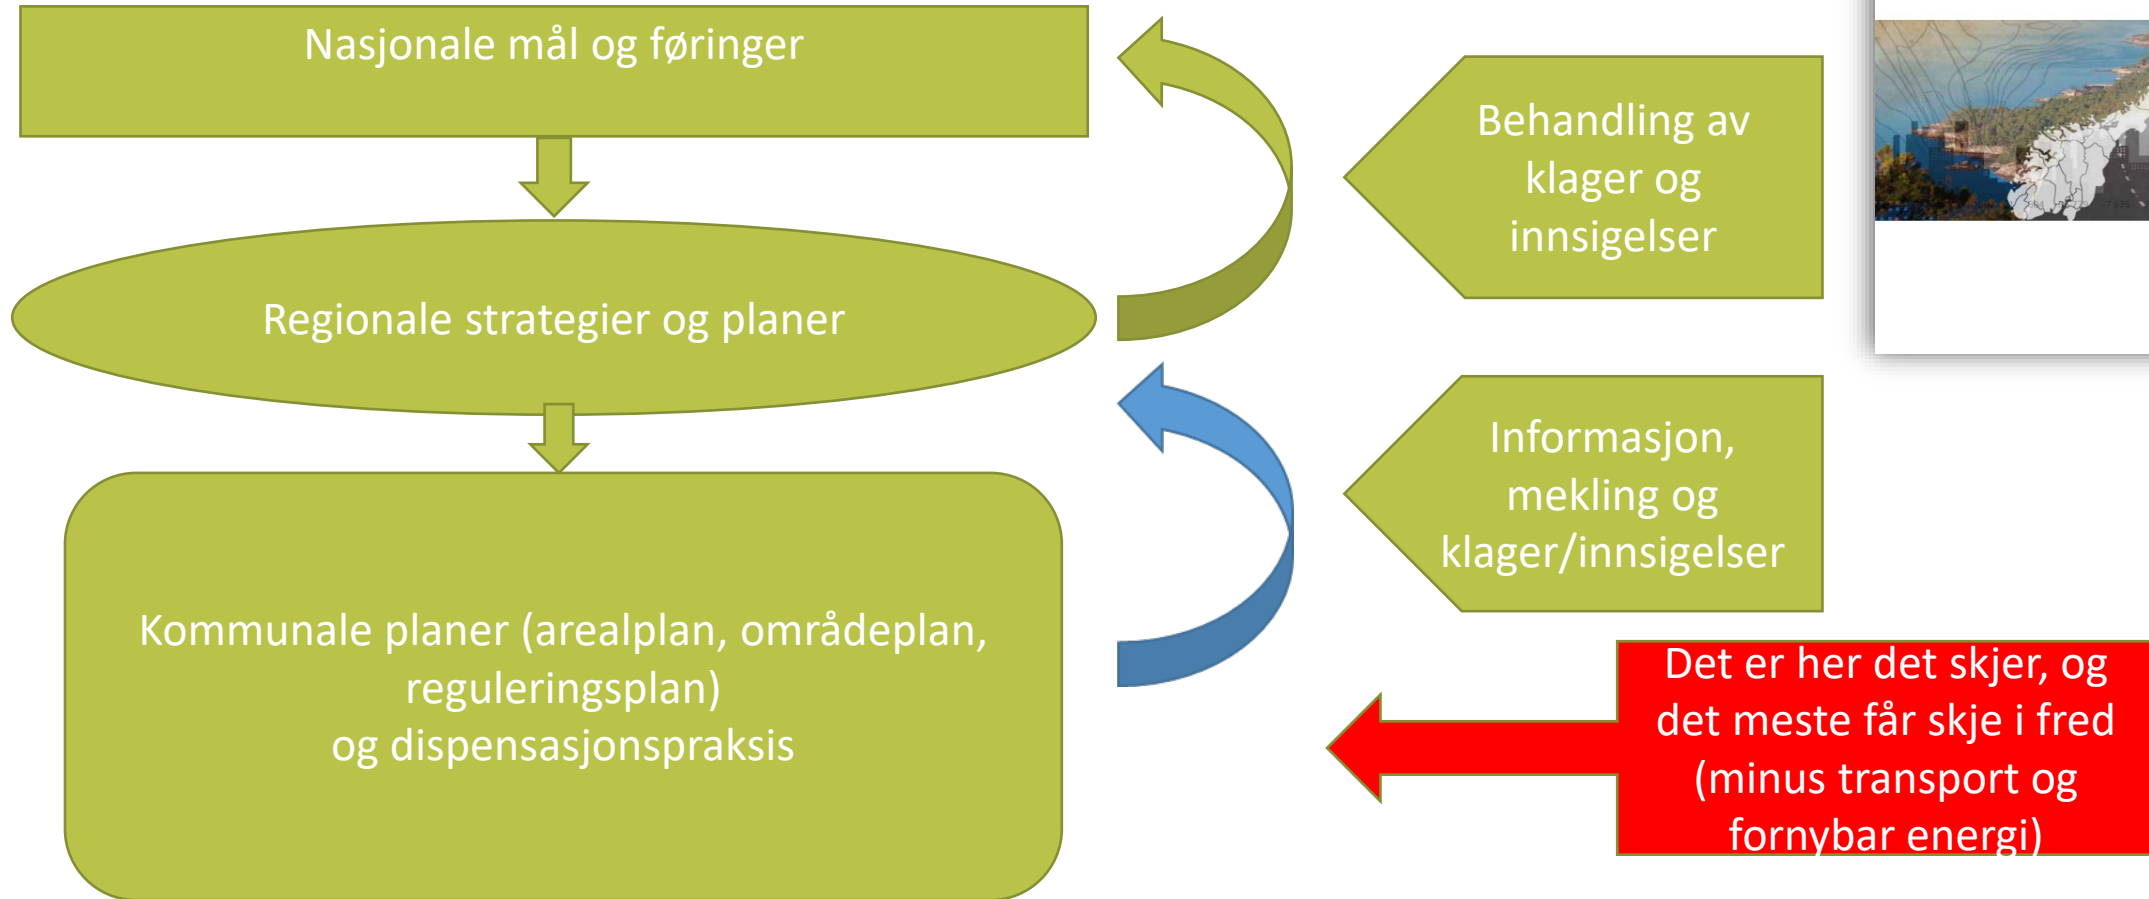 Nasjonale mål og føringer
Behandling av
klager og
innsigelser
Regionale strategier og planer
Informasjon,
mekling og
klager/innsigelser
Kommunale planer (arealplan, områdeplan,
reguleringsplan)
og dispensasjonspraksis
Det er her det skjer, og
det meste får skje i fred
(minus transport og
fornybar energi)